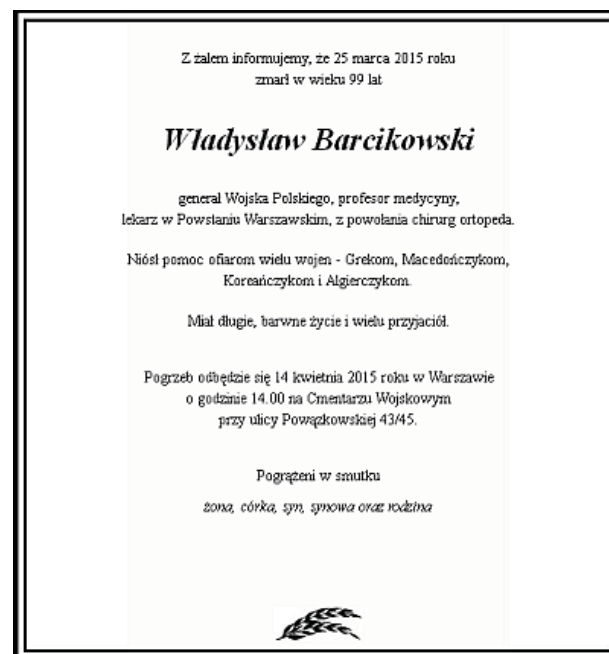 Z żalem informujemy, że 25 marca 2015 roku
zmarł w wieku 99 lat
Władysław Barcikowski
generał Wojska Polskiego, profesor medycyny,
lekarz w Powstaniu Warszawskim, z powołania chirurg ortopeda.
Niósł pomoc ofiarom wielu wojen - Grekom, Macedończykom,
Koreańczykom i Algierczykom.
Miał długie, barwne życie i wielu przyjaciół.
Pogrzeb odbędzie się 14 kwietnia 2015 roku w Warszawie
o godzinie 14.00 na Cmentarzu Wojskowym
przy ulicy Powązkowskiej 43/45.
Pogrążeni w smutku
żona, córka, syn, synowa oraz rodzina